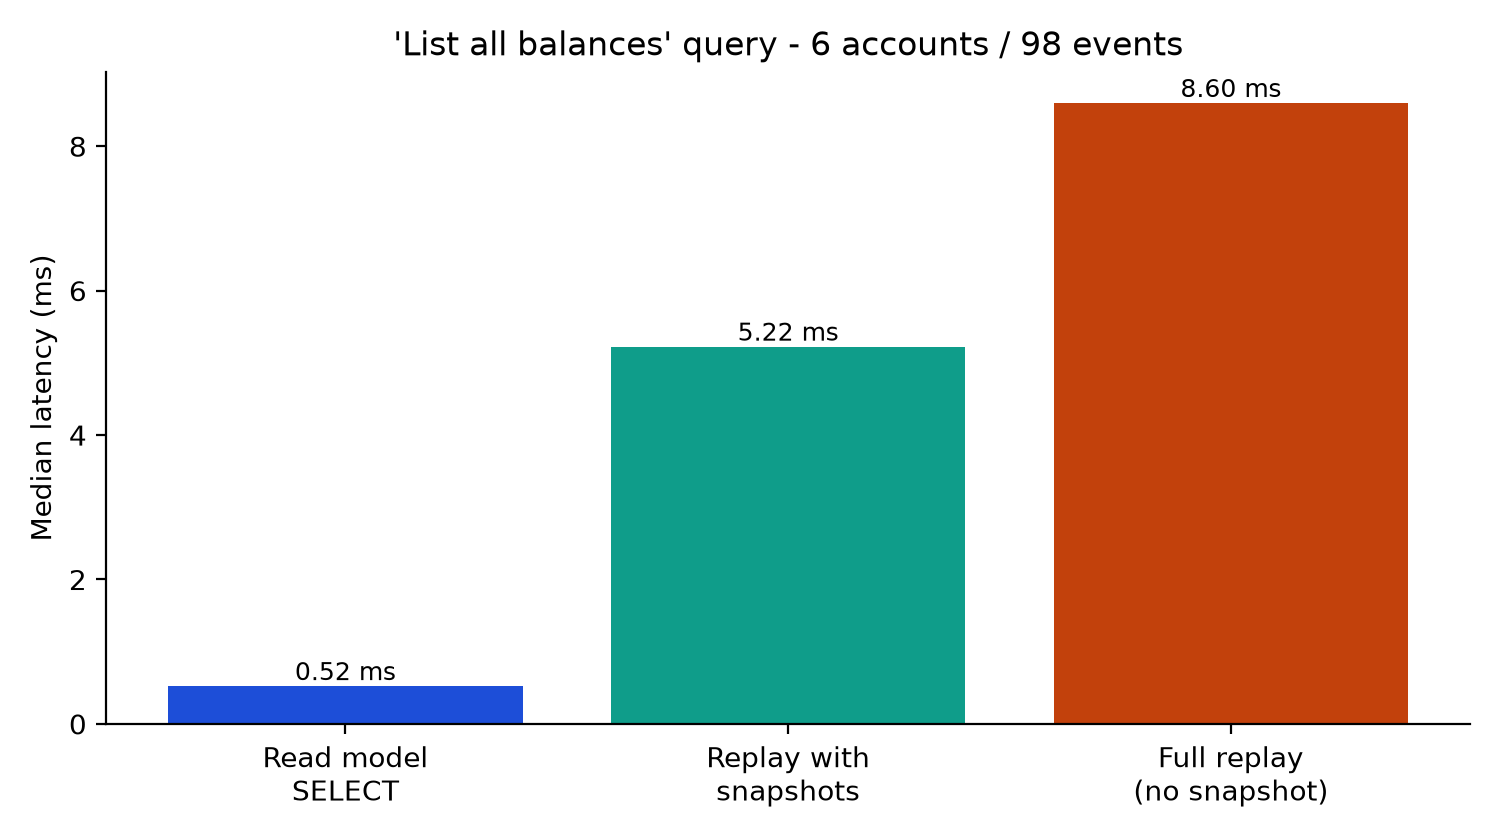 'List all balances' query - 6 accounts / 98 events
8.60 ms
8
6
5.22 ms
4
2
0.52 ms
0
Median latency (ms)
Read model
SELECT
Replay with
snapshots
Full replay
(no snapshot)